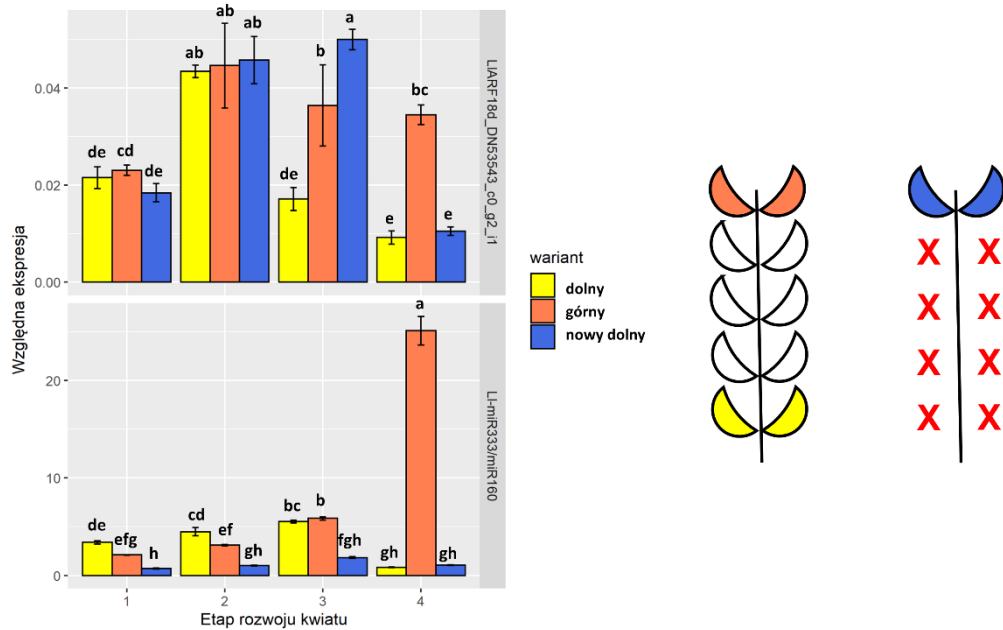 Względna ekspresja
0.04
0.02
0.00
de
cd
de
ab
ab
ab
de
b
a
e
bc
e
LlARF18d_DN53543_c0_g2_i1
20
10
0
de
efg
h
cd
ef
gh
bc
b
fgh
gh
a
gh
Ll-miR333/miR160
1
2
3
4
Etap rozwoju kwiatu
wariant
dolny
górny
nowy dolny
X X
X X
X X
X X